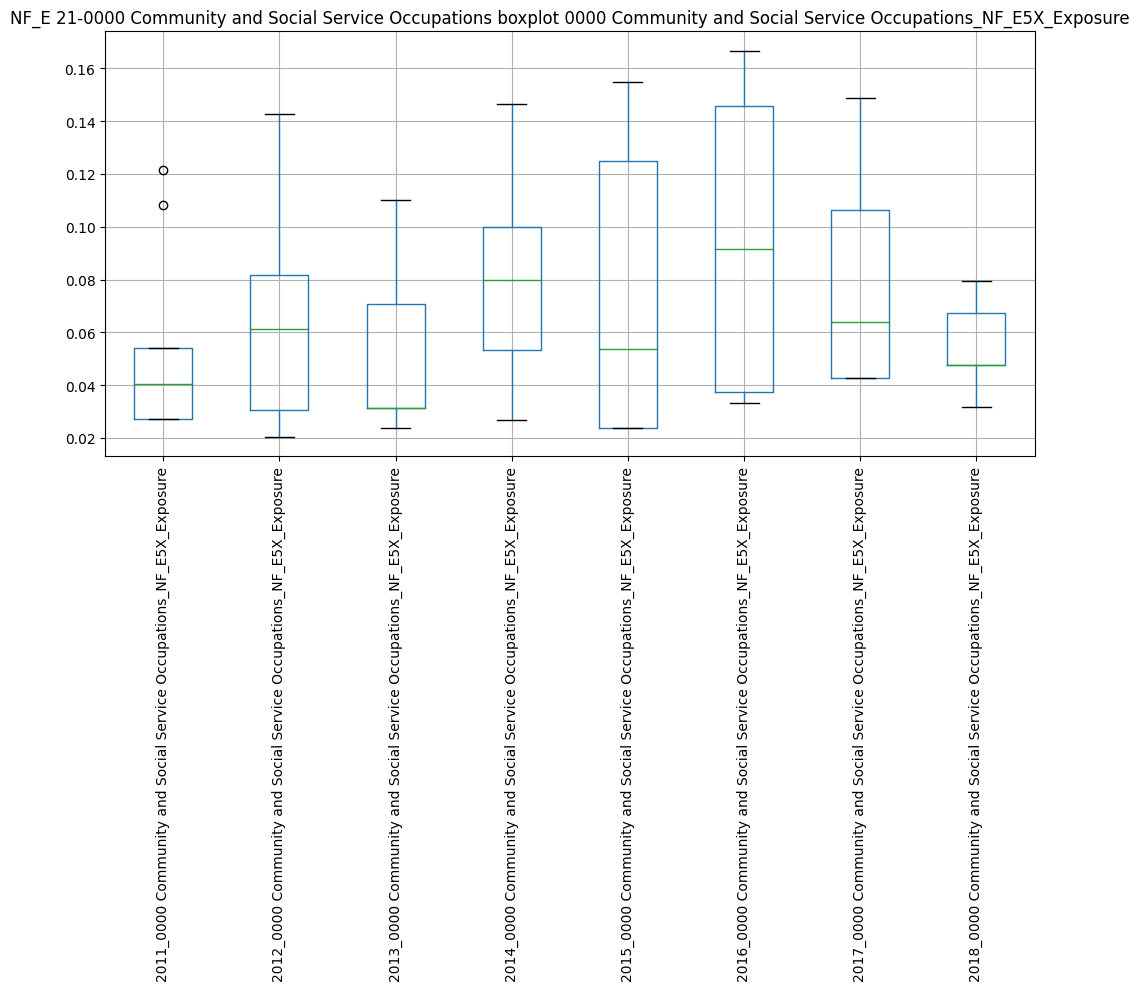 NF_E 21-0000 Community and Social Service Occupations boxplot 0000 Community and Social Service Occupations_NF_E5X_Exposure
0.16
0.14
0.12
0.10
0.08
0.06
0.04
0.02
2011_0000 Community and Social Service Occupations_NF_E5X_Exposure
2012_0000 Community and Social Service Occupations_NF_E5X_Exposure
2013_0000 Community and Social Service Occupations_NF_E5X_Exposure
2014_0000 Community and Social Service Occupations_NF_E5X_Exposure
2015_0000 Community and Social Service Occupations_NF_E5X_Exposure
2016_0000 Community and Social Service Occupations_NF_E5X_Exposure
2017_0000 Community and Social Service Occupations_NF_E5X_Exposure
2018_0000 Community and Social Service Occupations_NF_E5X_Exposure